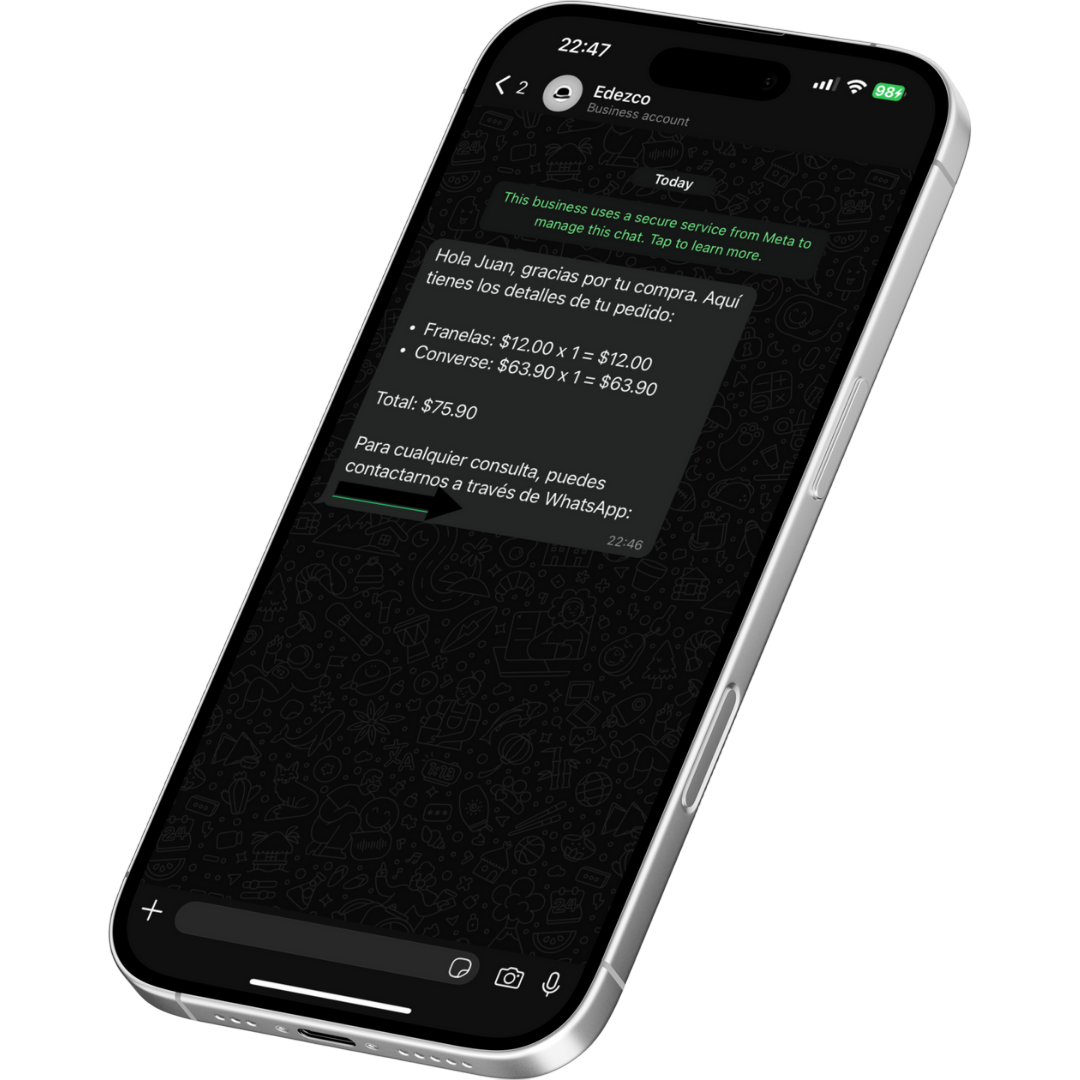 22:47
98
2
Edezco
Business account
Today
This business uses a secure service from Meta to
manage this chat. Tap to learn more.
Hola Juan, gracias por tu compra. Aquí
tienes los detalles de tu pedido:
• Franelas: $12.00 x 1 = $12.00
• Converse: $63.90 x 1 = $63.90
Total: $75.90
Para cualquier consulta, puedes
contactarnos a través de WhatsApp:
22:46